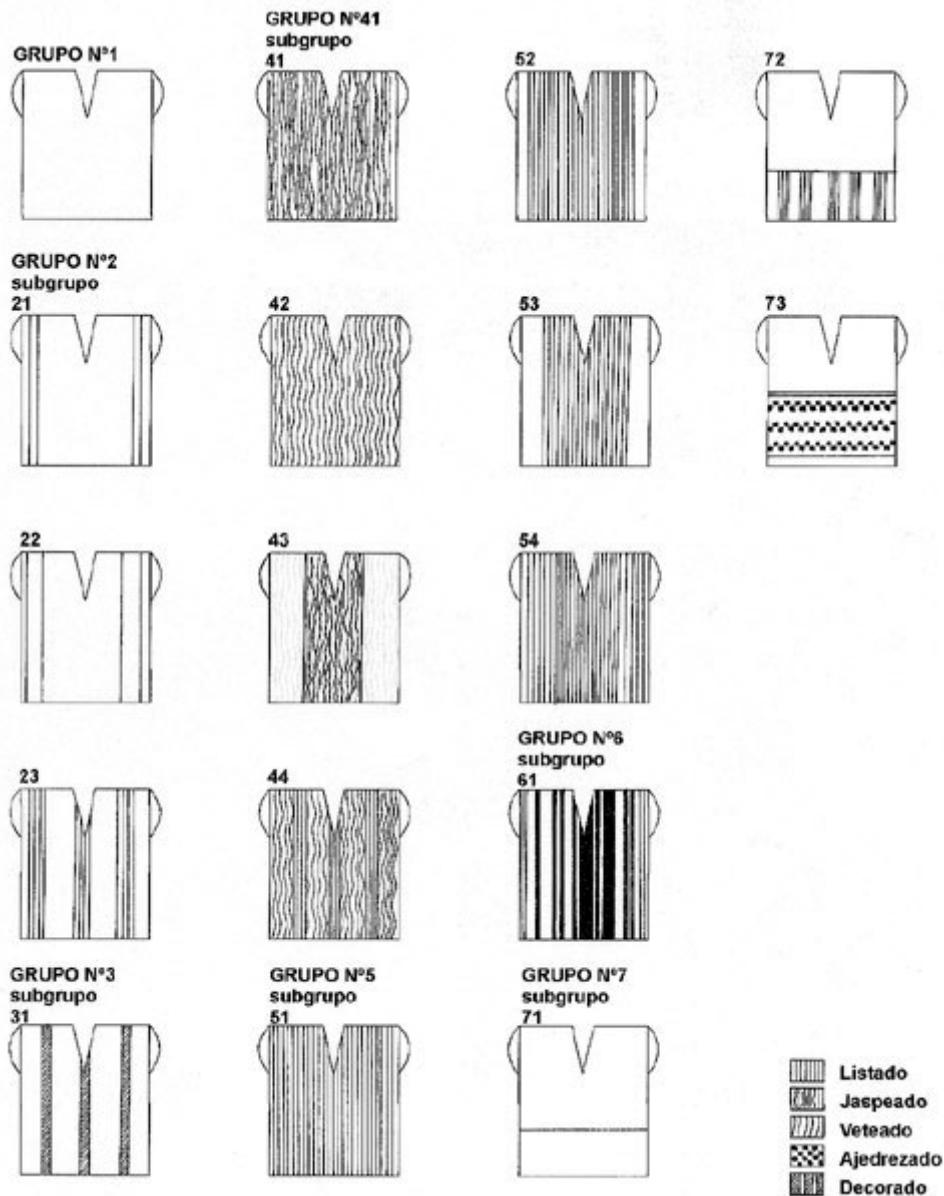 GRUPO Nº1
GRUPO Nº2
subgrupo
21
22
23
GRUPO Nº3
subgrupo
31
GRUPO Nº41
subgrupo
41
42
43
44
GRUPO Nº5
subgrupo
51
52
53
54
GRUPO Nº6
subgrupo
61
GRUPO Nº7
subgrupo
71
72
73
Listado
Jaspeado
Veteado
Ajedrezado
Decorado